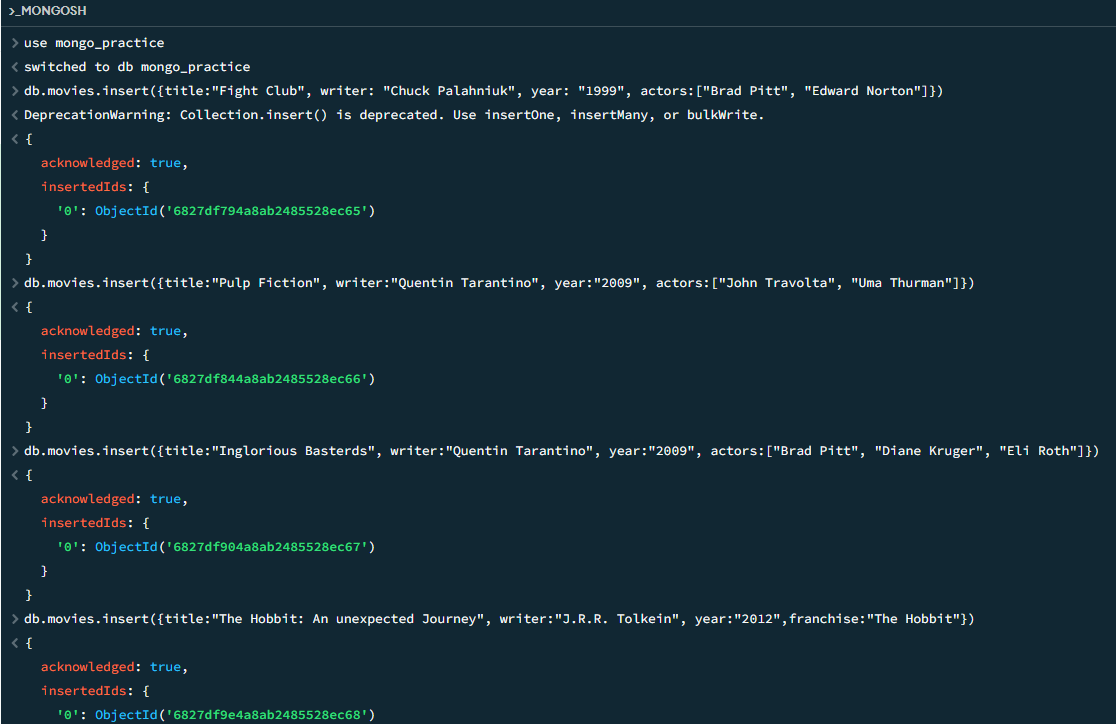 >_MONGOSH
> use mongo_practice
< switched to db mongo_practice
> db.movies.insert({title:"Fight Club", writer: "Chuck Palahniuk", year: "1999", actors:["Brad Pitt", "Edward Norton"]})
< DeprecationWarning: Collection.insert() is deprecated. Use insertOne, insertMany, or bulkWrite.
< {
acknowledged: true,
insertedIds: {
'0': ObjectId('6827df794a8ab2485528ec65')
}
}
> db.movies.insert({title:"Pulp Fiction", writer:"Quentin Tarantino", year:"2009", actors:["John Travolta", "Uma Thurman"]})
< {
acknowledged: true,
insertedIds: {
'0': ObjectId('6827df844a8ab2485528ec66')
}
}
> db.movies.insert({title:"Inglorious Basterds", writer:"Quentin Tarantino", year:"2009", actors:["Brad Pitt", "Diane Kruger", "Eli Roth"]})
< {
acknowledged: true,
insertedIds: {
'0': ObjectId('6827df904a8ab2485528ec67')
}
}
> db.movies.insert({title:"The Hobbit: An unexpected Journey", writer:"J.R.R. Tolkein", year:"2012",franchise:"The Hobbit"})
< {
acknowledged: true,
insertedIds: {
'0': ObjectId('6827df9e4a8ab2485528ec68')